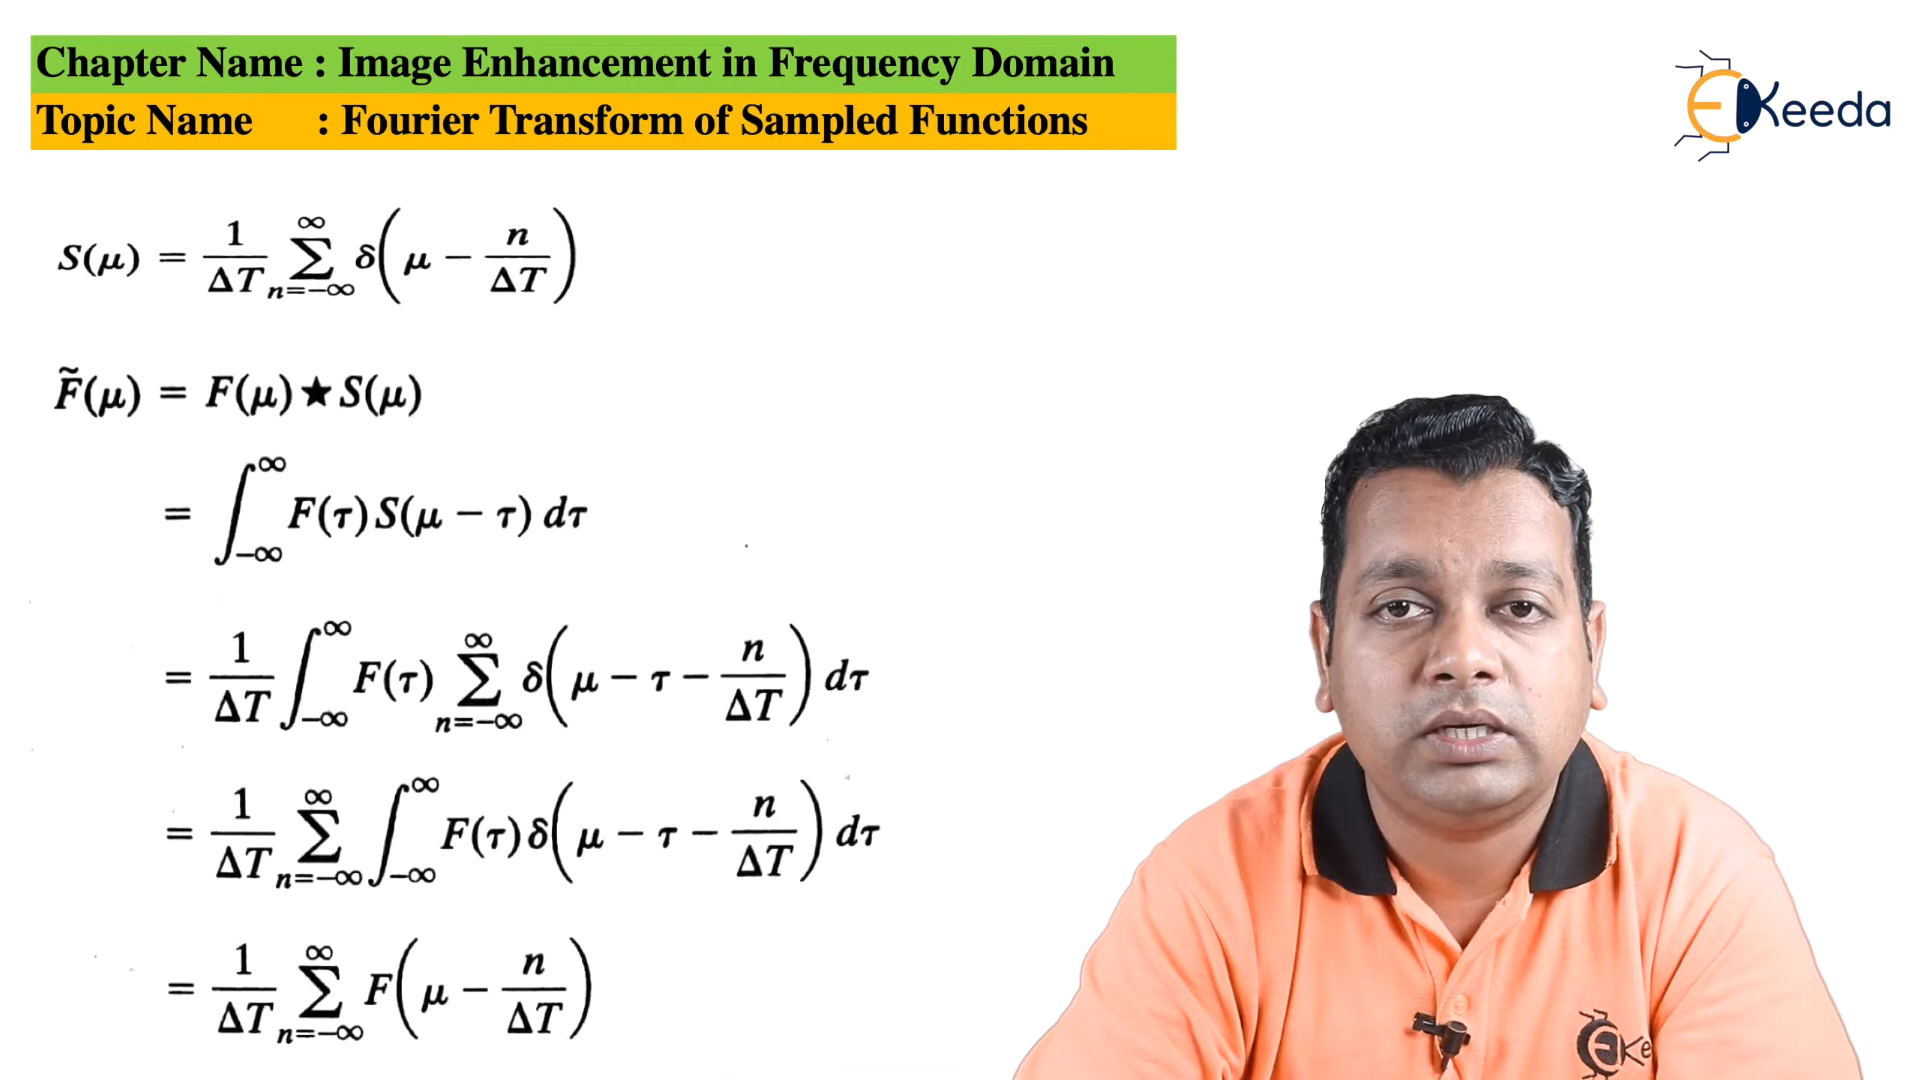 Chapter Name : Image Enhancement in Frequency Domain
Topic Name : Fourier Transform of Sampled Functions
EKeeda
S(μ) = 1/ΔT ∑_{n=-∞}^{∞} δ(μ − n/ΔT)
F̃(μ) = F(μ)★S(μ)
= ∫_{-∞}^{∞} F(τ)S(μ − τ) dτ
= 1/ΔT ∫_{-∞}^{∞} F(τ) ∑_{n=-∞}^{∞} δ(μ − τ − n/ΔT) dτ
= 1/ΔT ∑_{n=-∞}^{∞} ∫_{-∞}^{∞} F(τ)δ(μ − τ − n/ΔT) dτ
= 1/ΔT ∑_{n=-∞}^{∞} F(μ − n/ΔT)
EKe